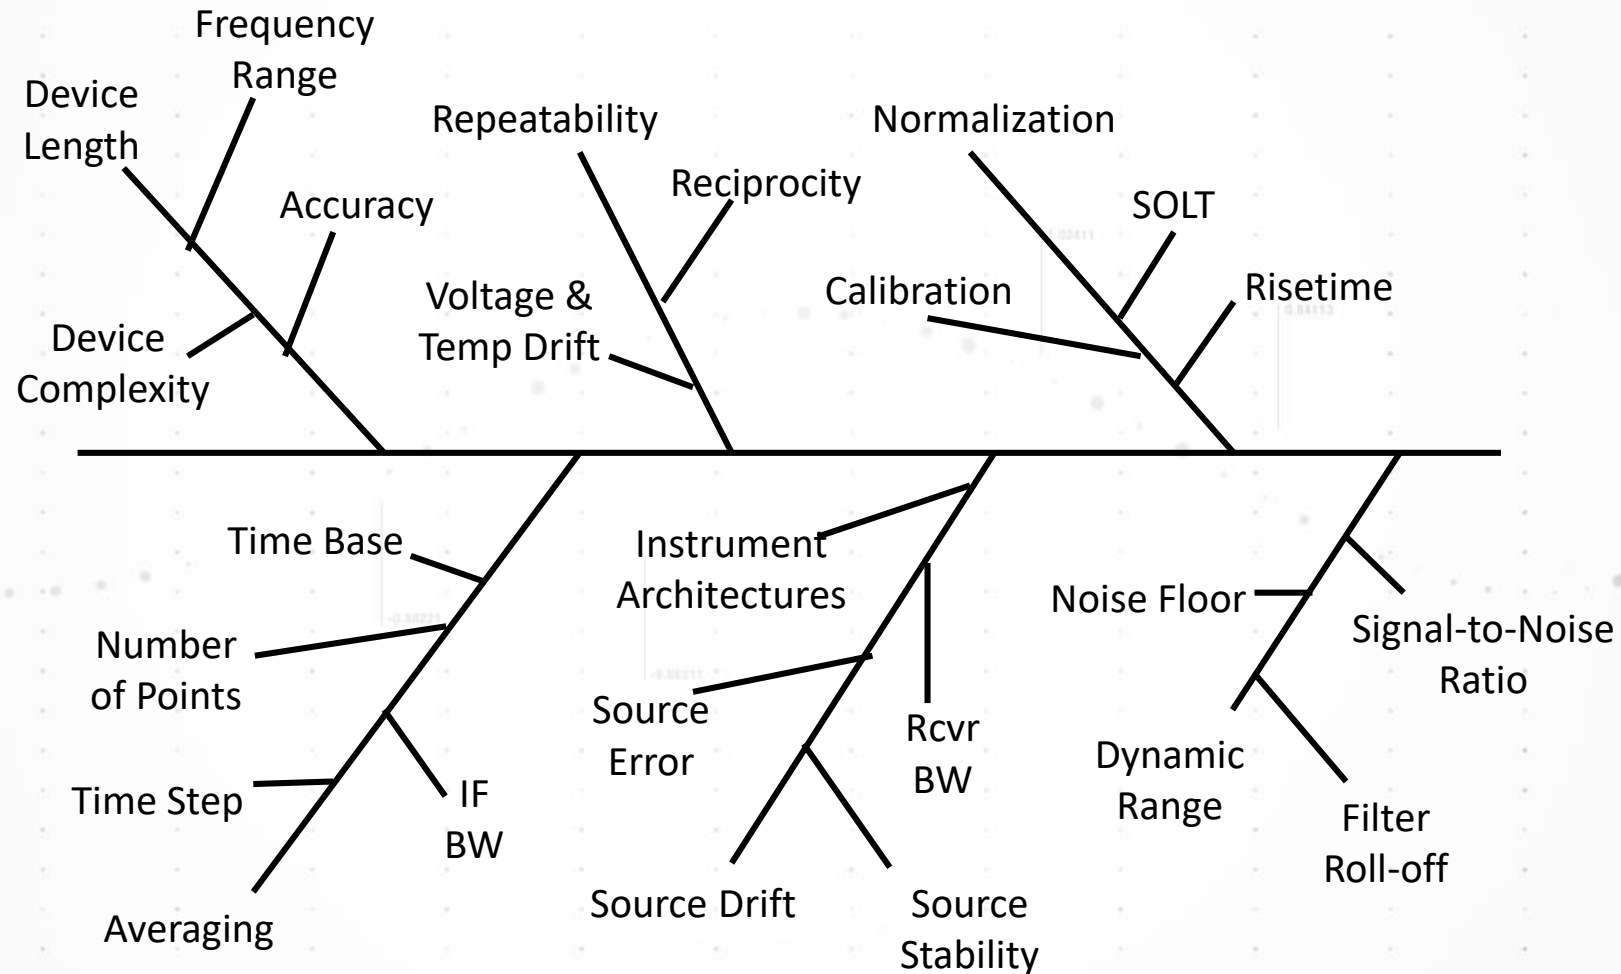 Frequency
Range
Device
Length
Accuracy
Device
Complexity
Repeatability
Reciprocity
Voltage &
Temp Drift
Normalization
SOLT
Calibration
Risetime
Time Base
Number
of Points
Time Step
IF
BW
Averaging
Instrument
Architectures
Source
Error
Rcvr
BW
Source Drift
Source
Stability
Noise Floor
Signal-to-Noise
Ratio
Dynamic
Range
Filter
Roll-off